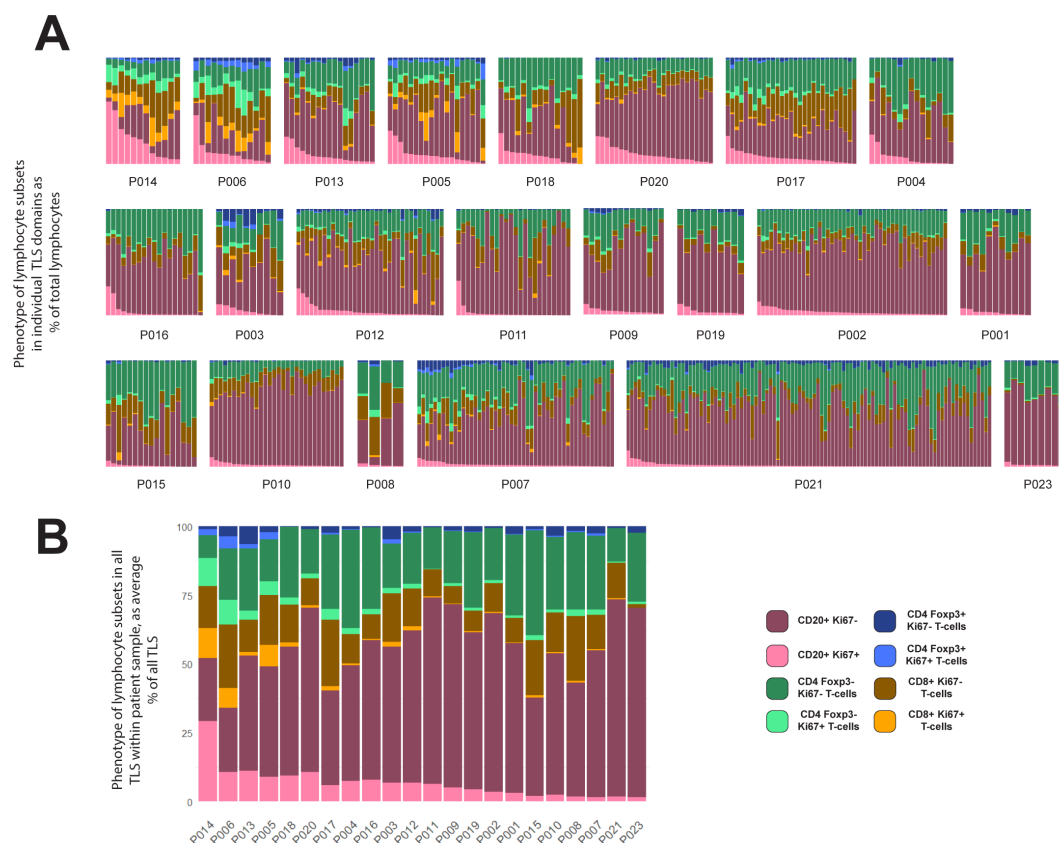 A
Phenotype of lymphocyte subsets
in individual TLS domains as
% of total lymphocytes
P014 P006 P013 P005 P018 P020 P017 P004
P016 P003 P012 P011 P009 P019 P002 P001
P015 P010 P008 P007 P021 P023
B
Phenotype of lymphocyte subsets in all
TLS within patient sample, as average
% of all TLS
100
75
50
25
0
P014 P006 P013 P005 P018 P020 P017 P004 P016 P003 P012 P011 P009 P019 P002 P001 P015 P010 P008 P007 P021 P023
CD20+ Ki67-
CD20+ Ki67+
CD4 Foxp3-
Ki67- T-cells
CD4 Foxp3-
Ki67+ T-cells
CD4 Foxp3+
Ki67- T-cells
CD4 Foxp3+
Ki67+ T-cells
CD8+ Ki67-
T-cells
CD8+ Ki67+
T-cells